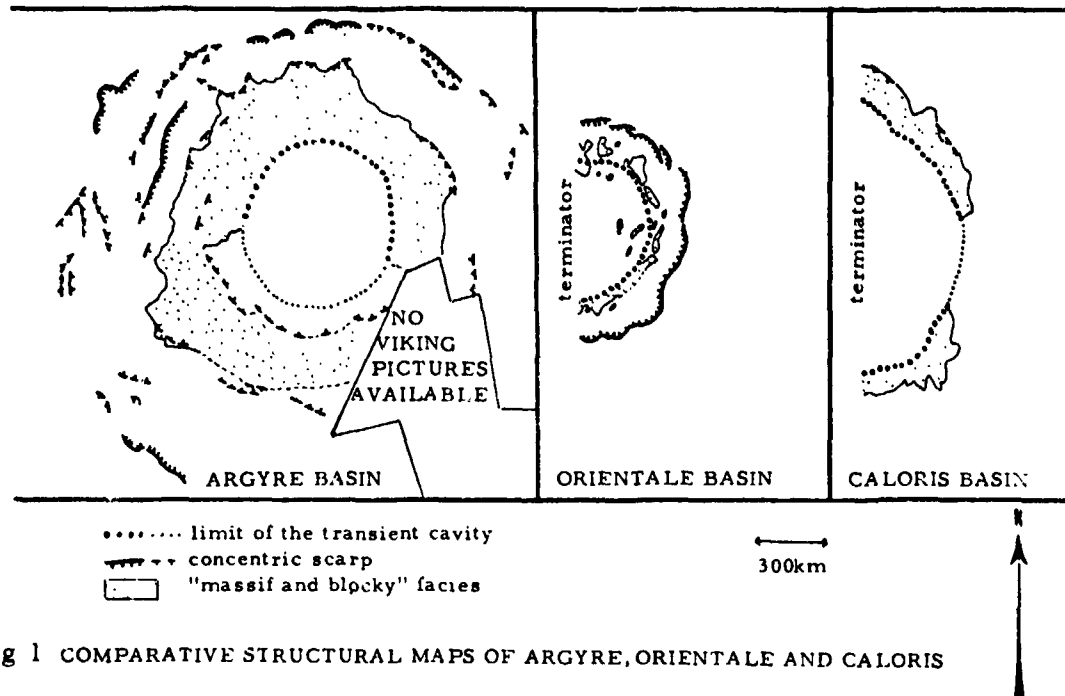 NO
VIKING
PICTURES
AVAILABLE
ARGYRE BASIN
terminator
ORIENTALE BASIN
terminator
CALORIS BASIN
limit of the transient cavity
concentric scarp
"massif and blocky" facies
300km
N
g 1 COMPARATIVE STRUCTURAL MAPS OF ARGYRE, ORIENTALE AND CALORIS